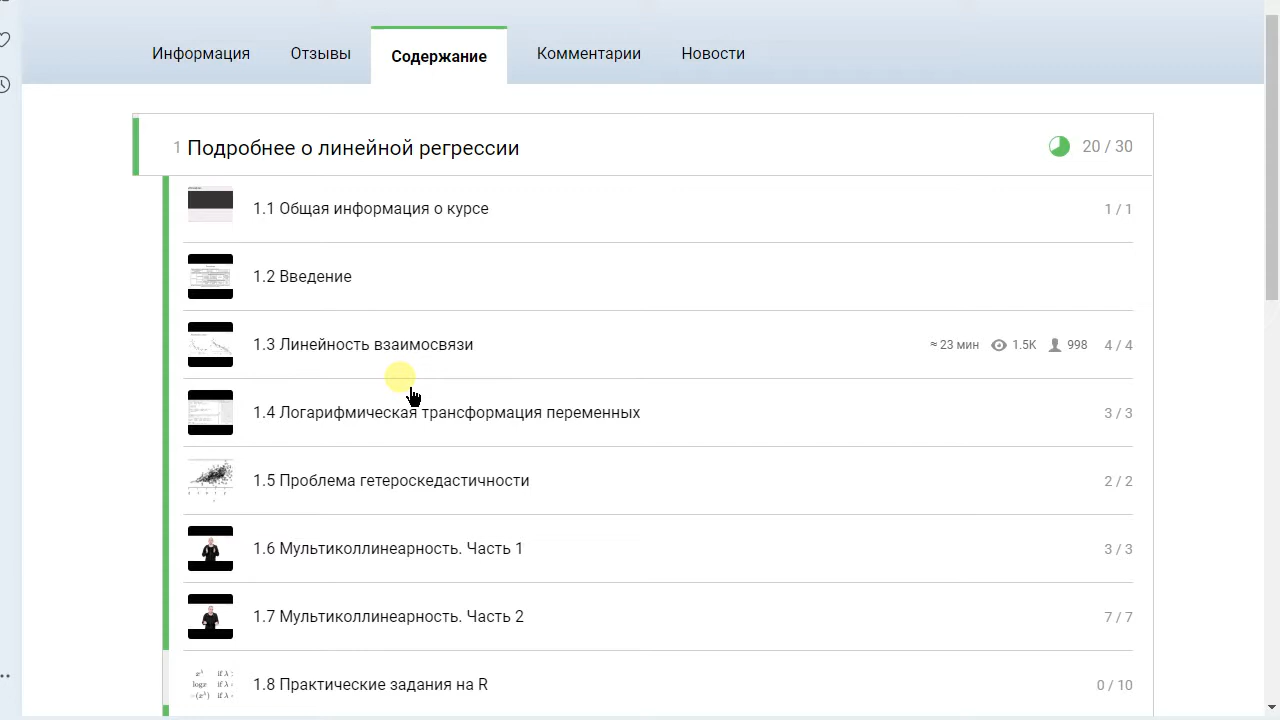 Информация Отзывы Содержание Комментарии Новости
1 Подробнее о линейной регрессии 20 / 30
1.1 Общая информация о курсе 1 / 1
1.2 Введение
1.3 Линейность взаимосвязи ≈ 23 мин 1.5K 998 4 / 4
1.4 Логарифмическая трансформация переменных 3 / 3
1.5 Проблема гетероскедастичности 2 / 2
1.6 Мультиколлинеарность. Часть 1 3 / 3
1.7 Мультиколлинеарность. Часть 2 7 / 7
1.8 Практические задания на R 0 / 10